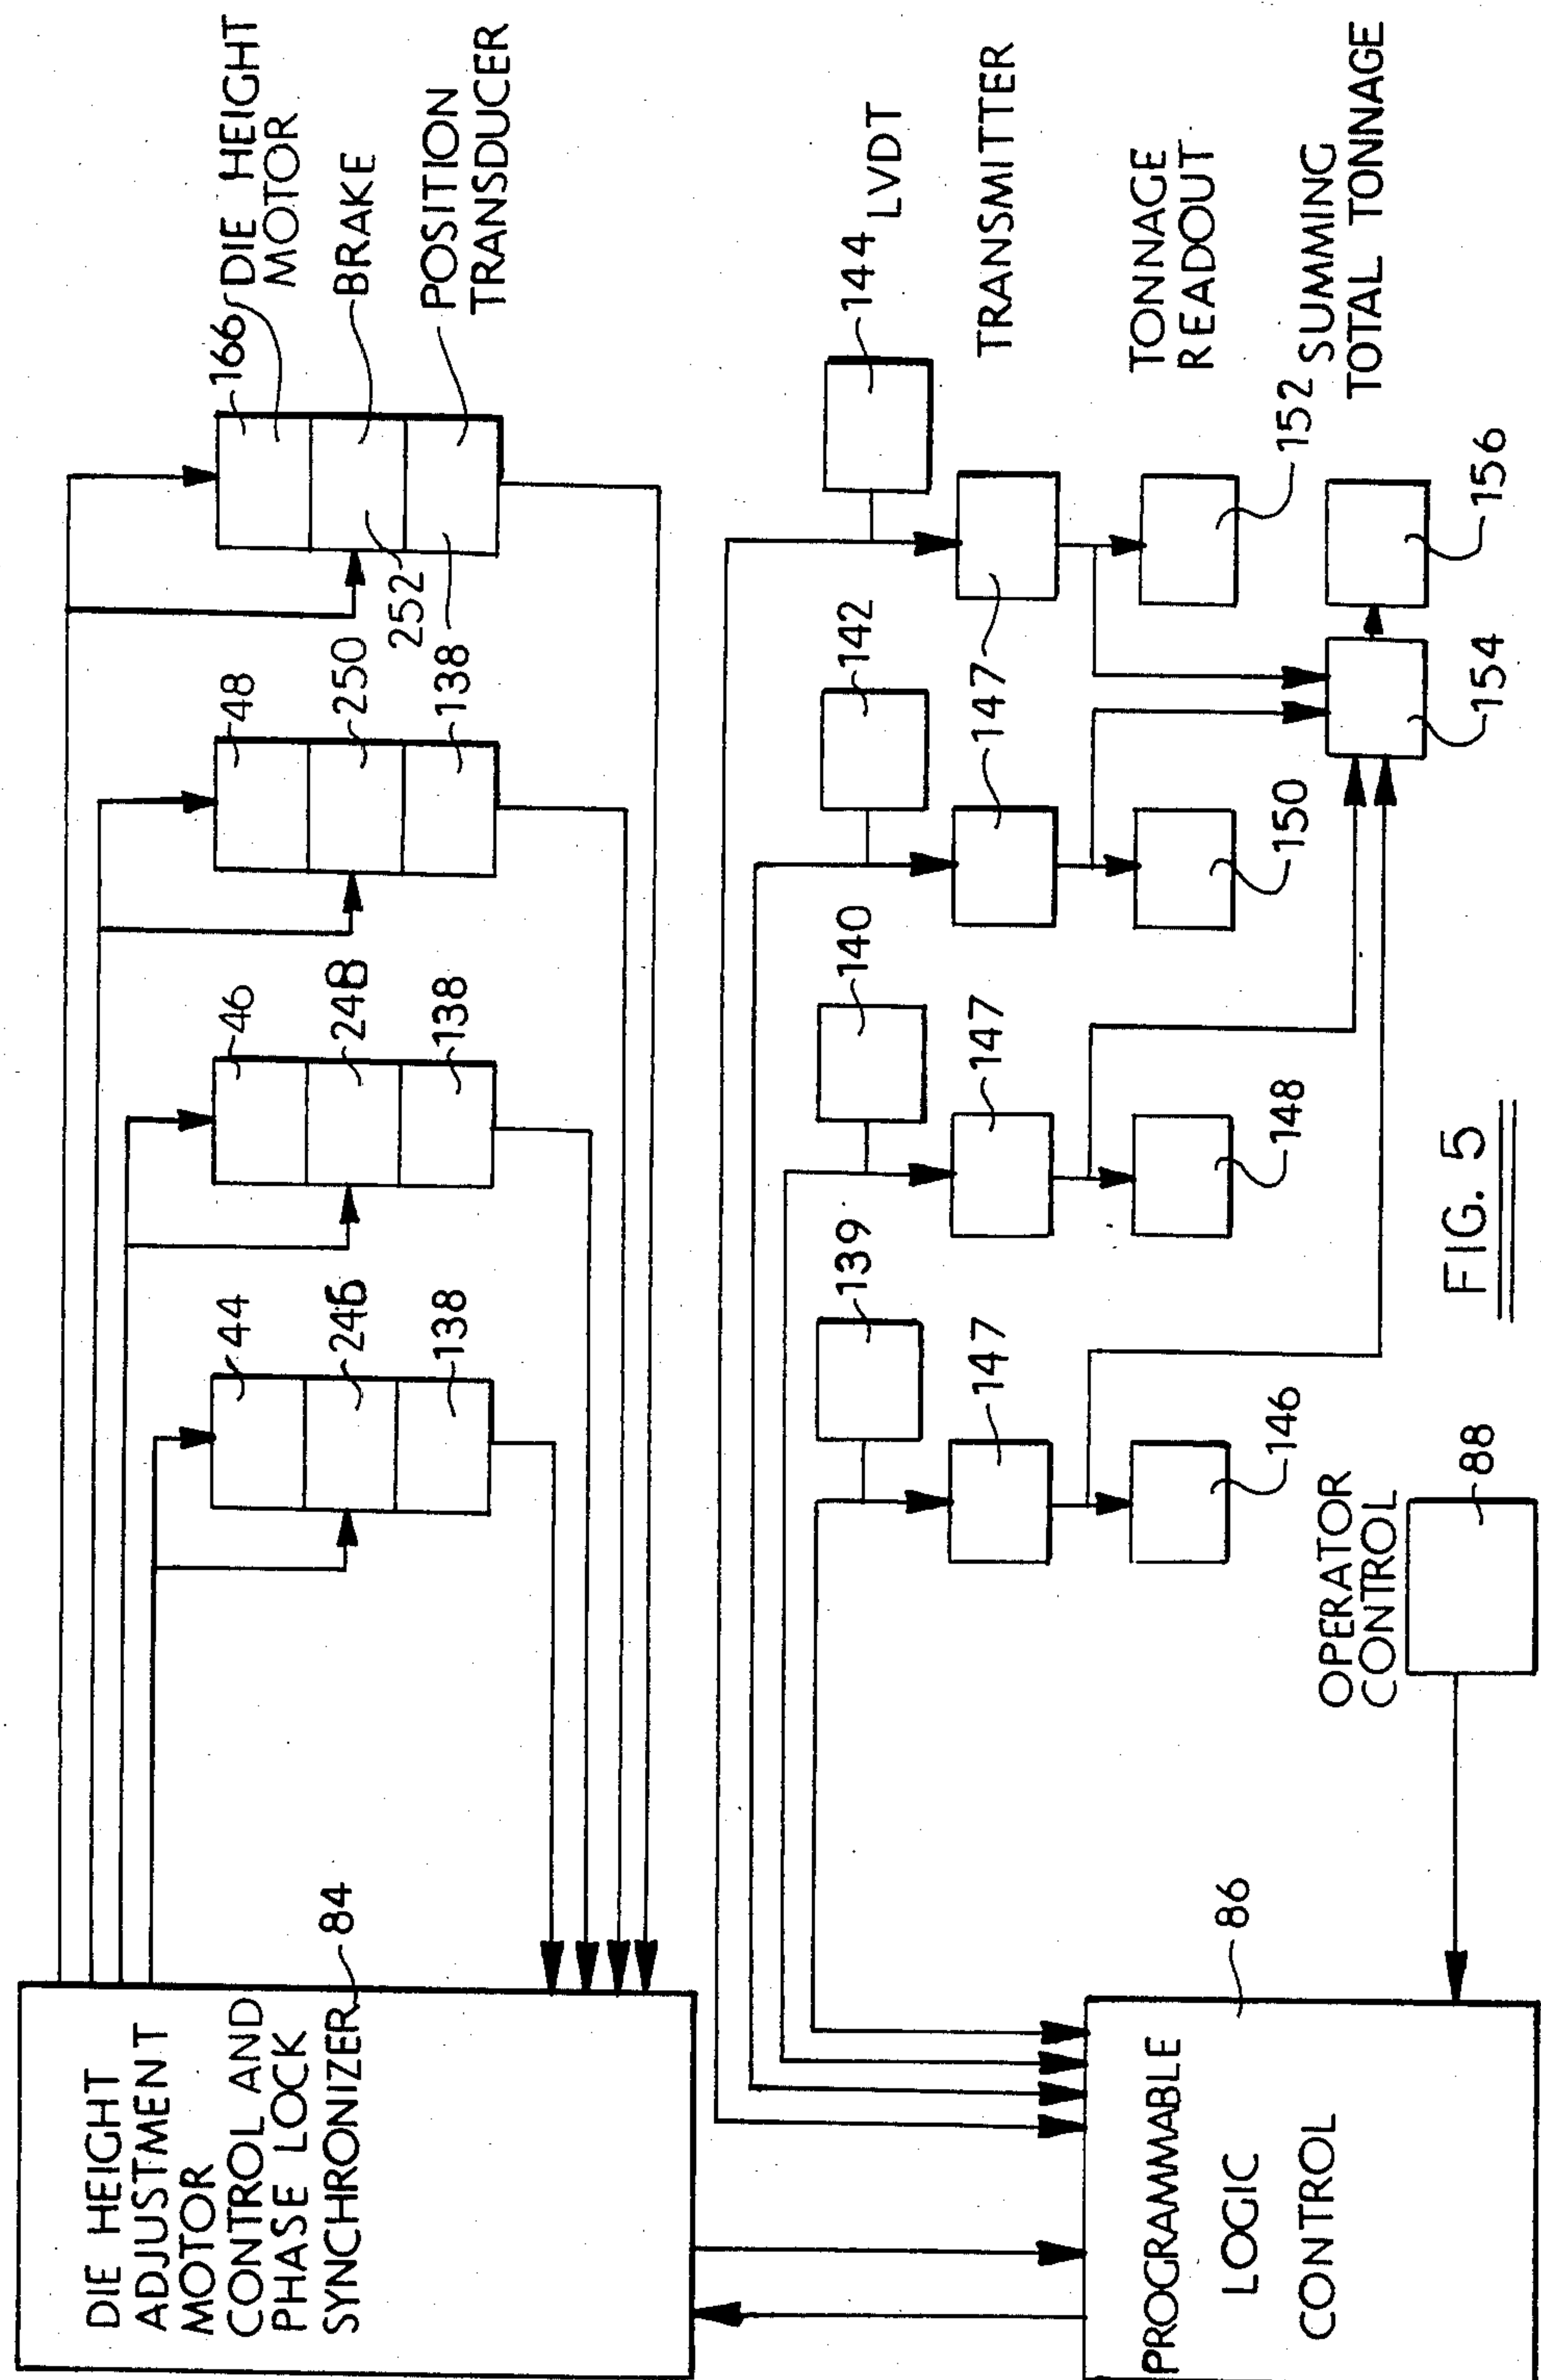 DIE HEIGHT
ADJUSTMENT
MOTOR
CONTROL AND
PHASE LOCK
SYNCHRONIZER
84
44
246
138
46
248
138
48
250
138
166
DIE HEIGHT
MOTOR
BRAKE
252
138
POSITION
TRANSDUCER
139
140
142
144
LVDT
147
147
147
147
TRANSMITTER
146
148
150
152
TONNAGE
READOUT
154
156
SUMMING
TOTAL TONNAGE
PROGRAMMABLE
LOGIC
CONTROL
86
OPERATOR
CONTROL
88
FIG. 5